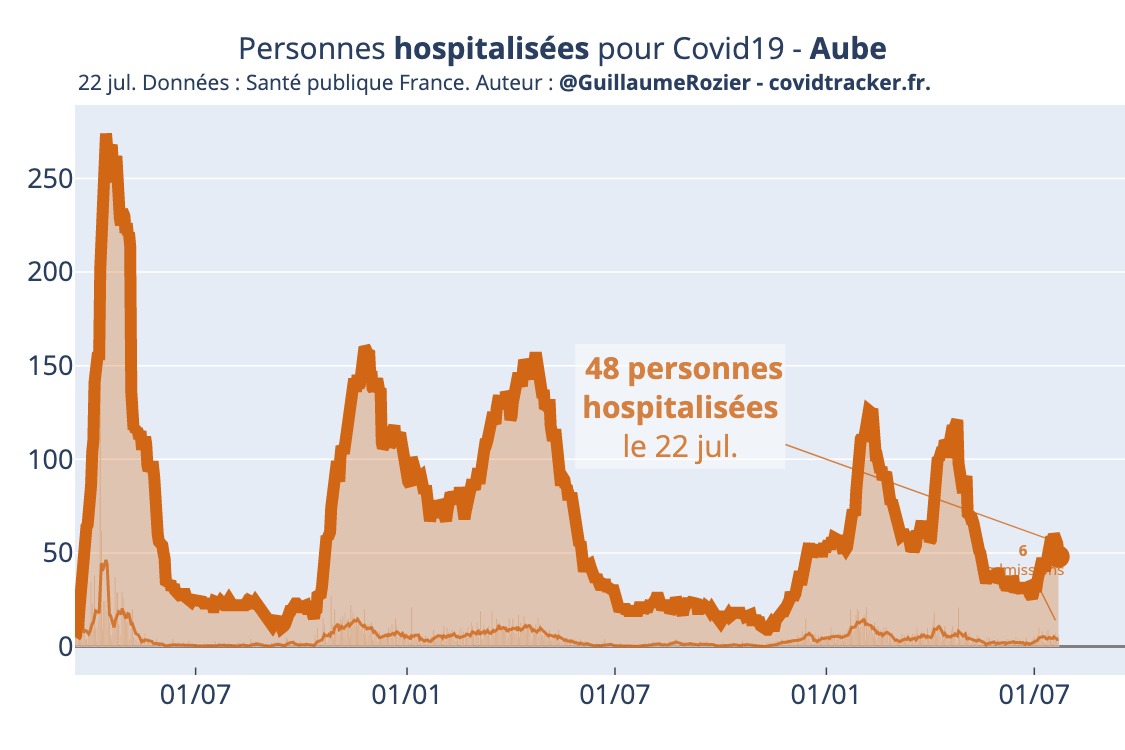 Personnes hospitalisées pour Covid19 - Aube
22 jul. Données : Santé publique France. Auteur : @GuillaumeRozier - covidtracker.fr.
250
200
150
100
50
0
48 personnes
hospitalisées
le 22 jul.
6
admissions
01/07
01/01
01/07
01/01
01/07